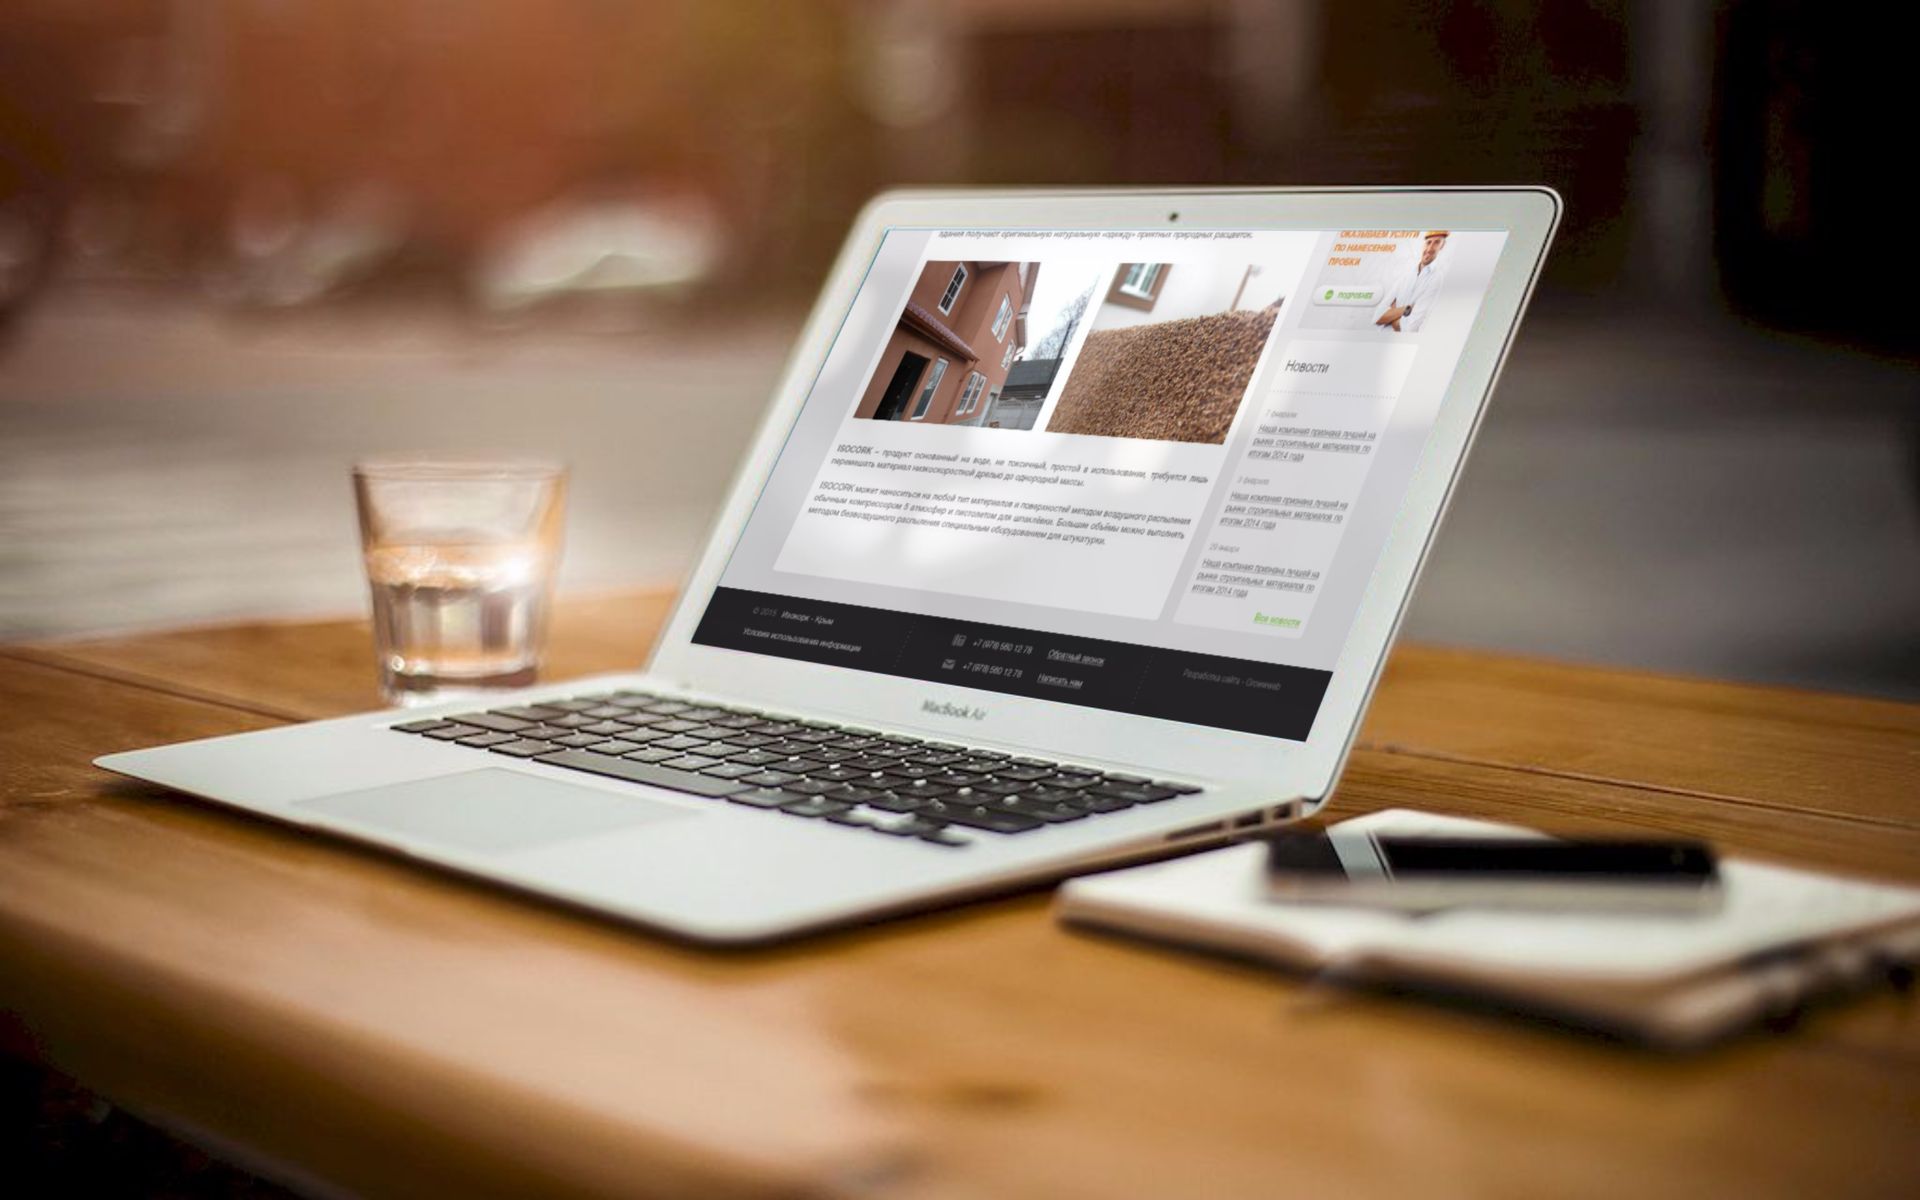 здания получают оригинальную натуральную «одежду» приятных природных расцветок.
ОКАЗЫВАЕМ УСЛУГИ
ПО НАНЕСЕНИЮ
ПРОБКИ
ПОДРОБНЕЕ
ISOCORK – продукт основанный на воде, не токсичный, простой в использовании, требуется лишь
перемешать материал низкоскоростной дрелью до однородной массы.
ISOCORK может наноситься на любой тип материалов и поверхностей методом воздушного распыления
обычным компрессором 5 атмосфер и пистолетом для шпаклёвки. Большие объёмы можно выполнять
методом безвоздушного распыления специальным оборудованием для штукатурки.
Новости
7 февраля
Наша компания признана лучшей на
рынке строительных материалов по
итогам 2014 года
3 февраля
Наша компания признана лучшей на
рынке строительных материалов по
итогам 2014 года
29 января
Наша компания признана лучшей на
рынке строительных материалов по
итогам 2014 года
Все новости
© 2015 Изокорк - Крым
Условия использования информации
+7 (978) 560 12 78 Обратный звонок
+7 (978) 560 12 78 Написать нам
Разработка сайта - Growweb
MacBook Air